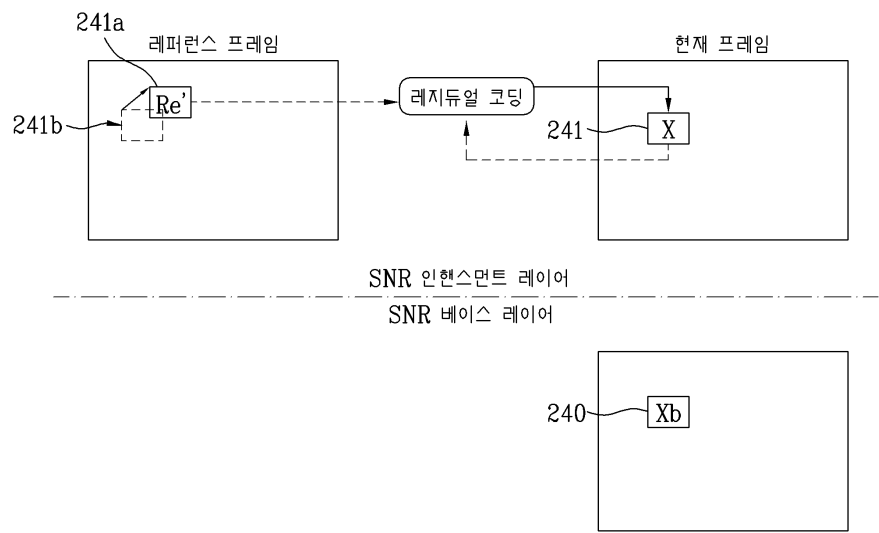 241a
레퍼런스 프레임
현재 프레임
Re'
레지듀얼 코딩
241b
241
X
SNR 인핸스먼트 레이어
SNR 베이스 레이어
240
Xb